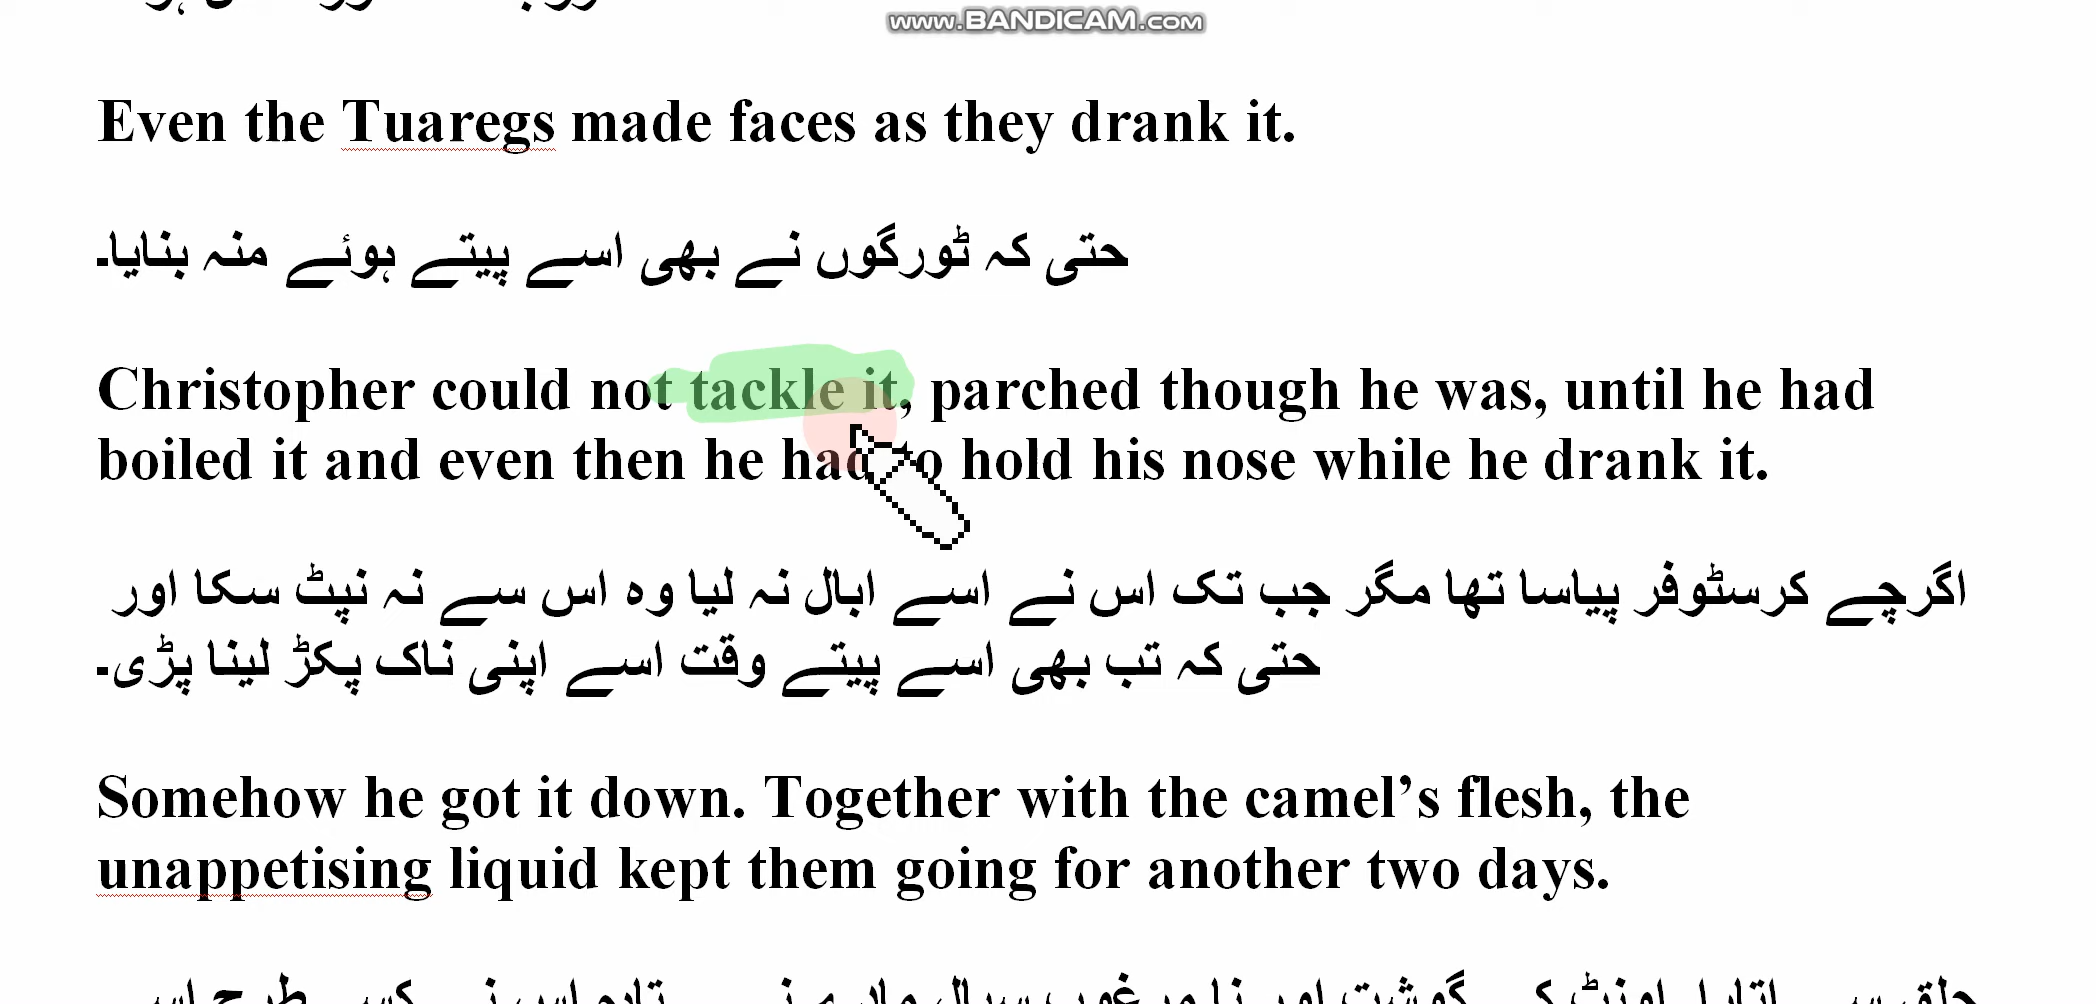 www.BANDICAM.com
Even the Tuaregs made faces as they drank it.
حتی کہ ٹورگوں نے بھی اسے پیتے ہوئے منہ بنایا۔
Christopher could not tackle it, parched though he was, until he had
boiled it and even then he had to hold his nose while he drank it.
اگرچے کرسٹوفر پیاسا تھا مگر جب تک اس نے اسے ابال نہ لیا وہ اس سے نہ نپٹ سکا اور
حتی کہ تب بھی اسے پیتے وقت اسے اپنی ناک پکڑ لینا پڑی۔
Somehow he got it down. Together with the camel’s flesh, the
unappetising liquid kept them going for another two days.